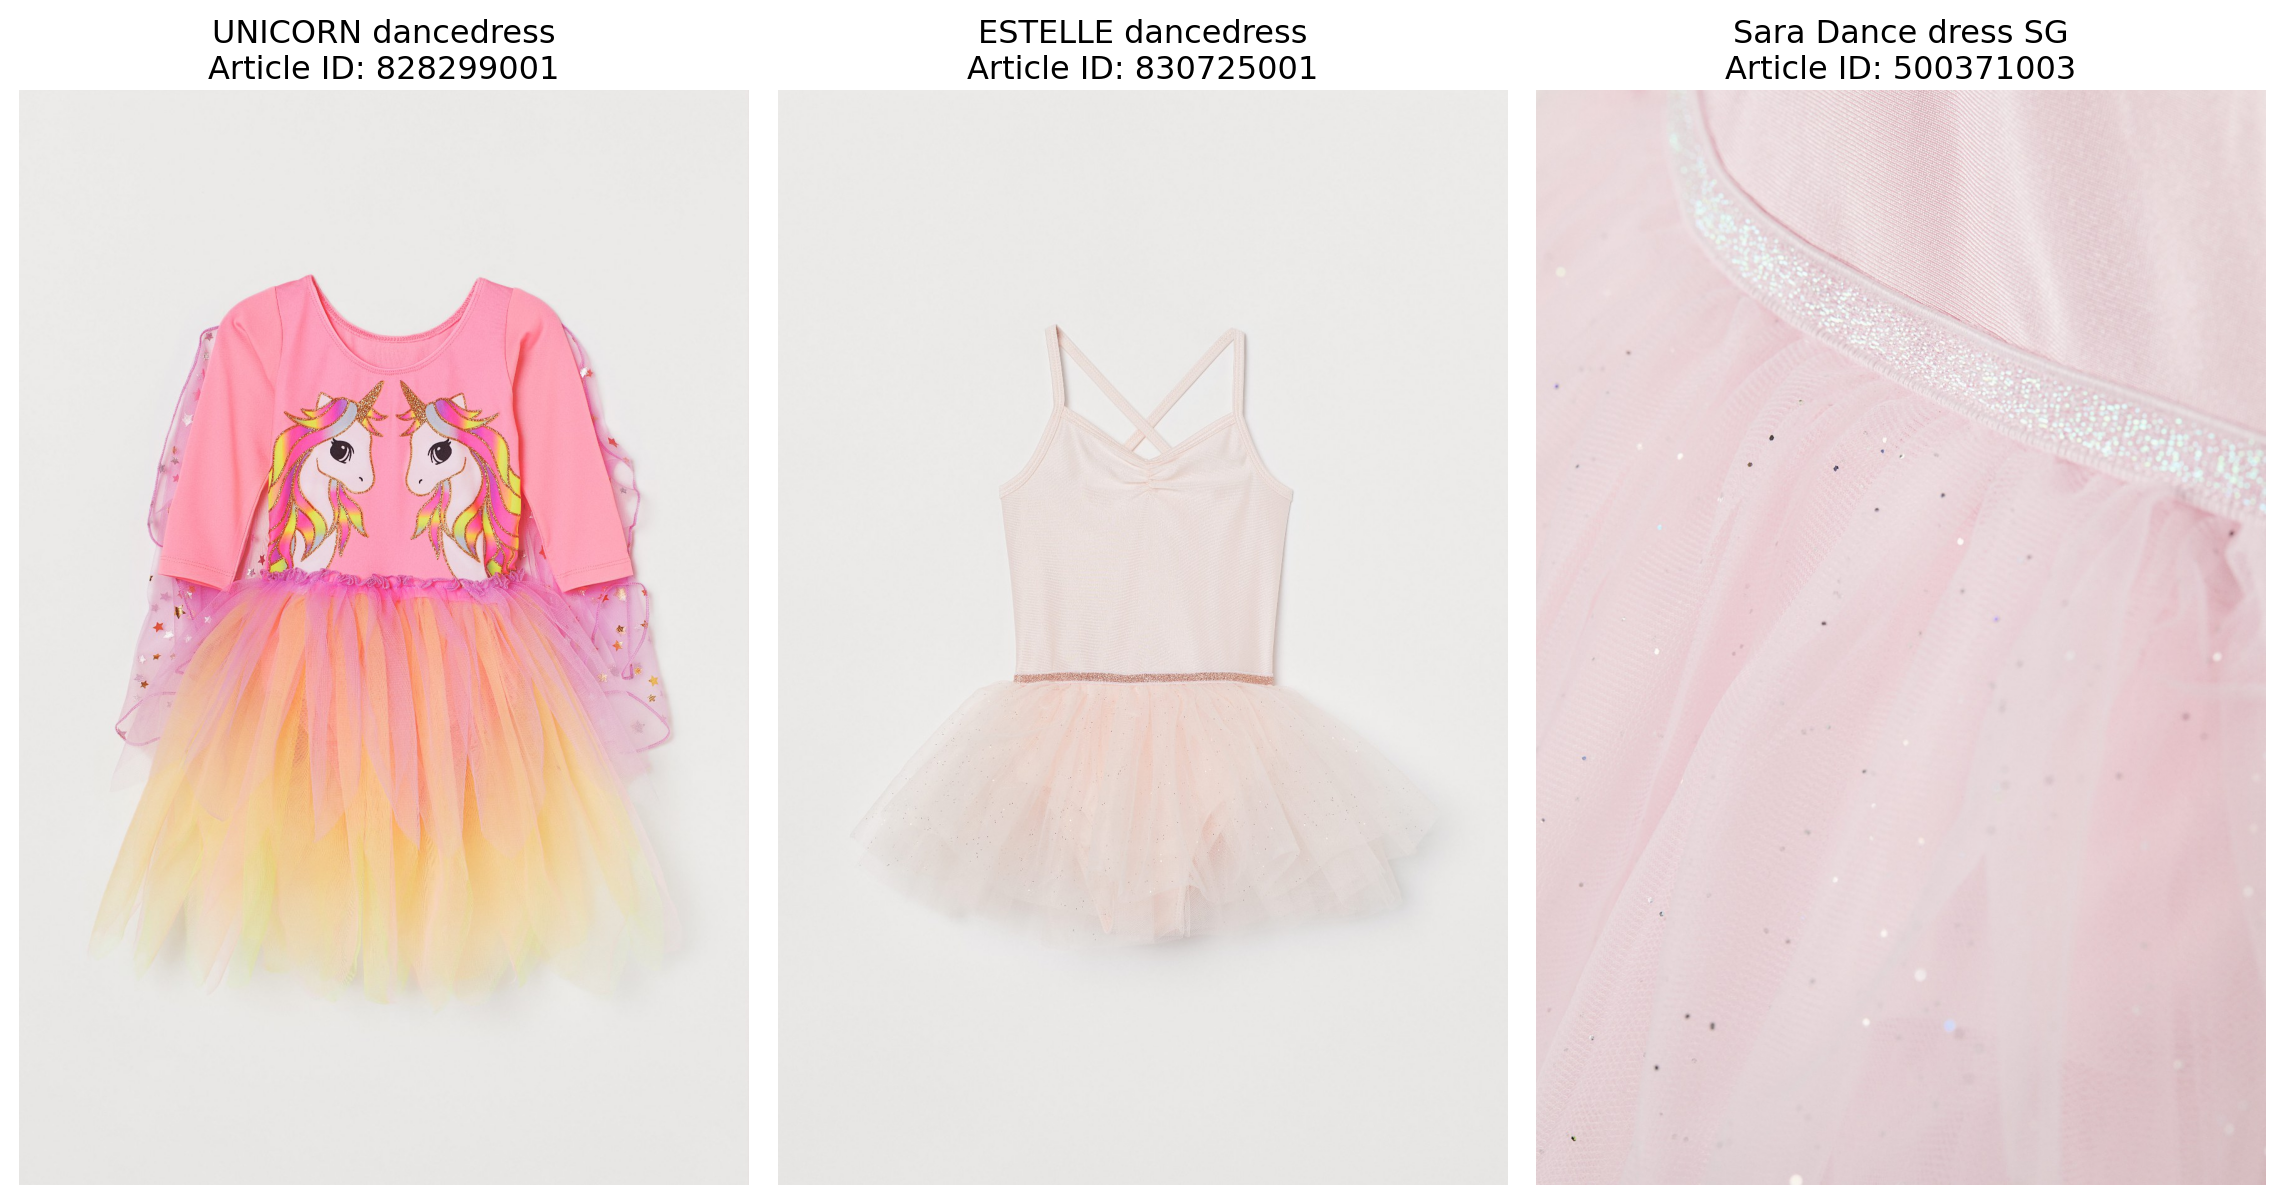 UNICORN dancedress
Article ID: 828299001
ESTELLE dancedress
Article ID: 830725001
Sara Dance dress SG
Article ID: 500371003